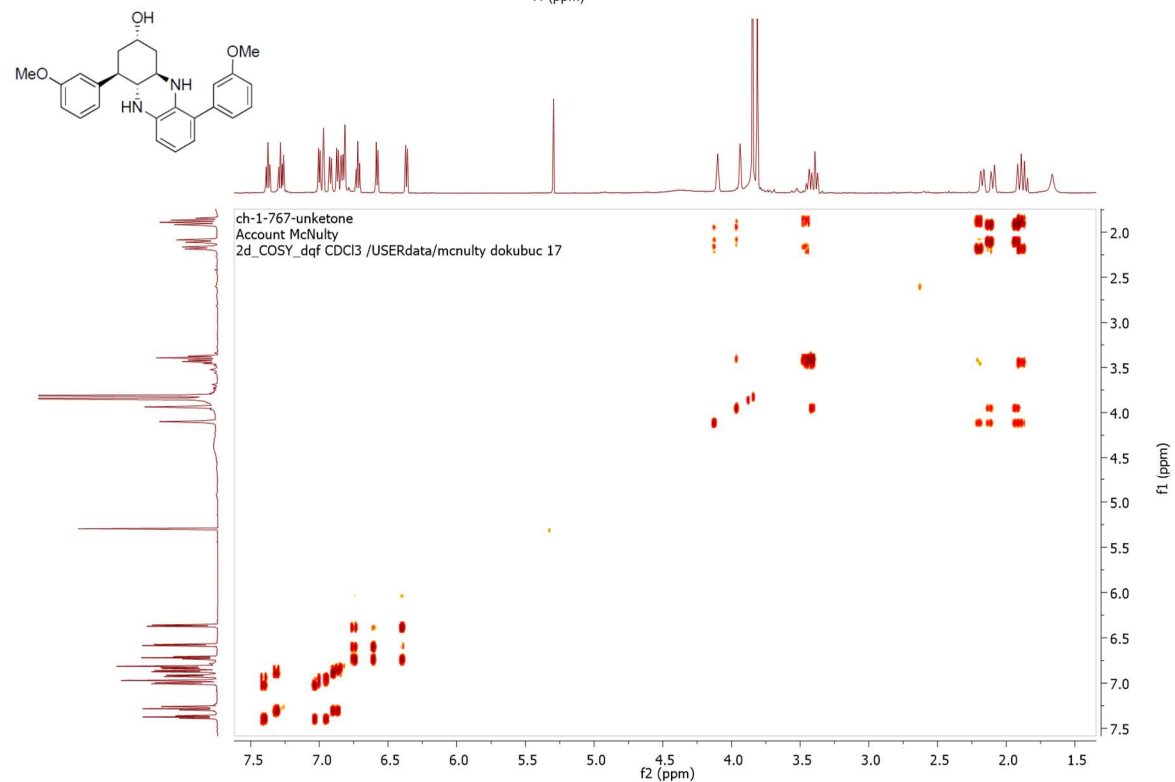 f1 (ppm)
OH
OMe
MeO
NH
HN
ch-1-767-unketone
Account McNulty
2d_COSY_dqf CDCl3 /USERdata/mcnulty dokubuc 17
2.0
2.5
3.0
3.5
4.0
4.5
5.0
5.5
6.0
6.5
7.0
7.5
f1 (ppm)
7.5 7.0 6.5 6.0 5.5 5.0 4.5 4.0 3.5 3.0 2.5 2.0 1.5
f2 (ppm)